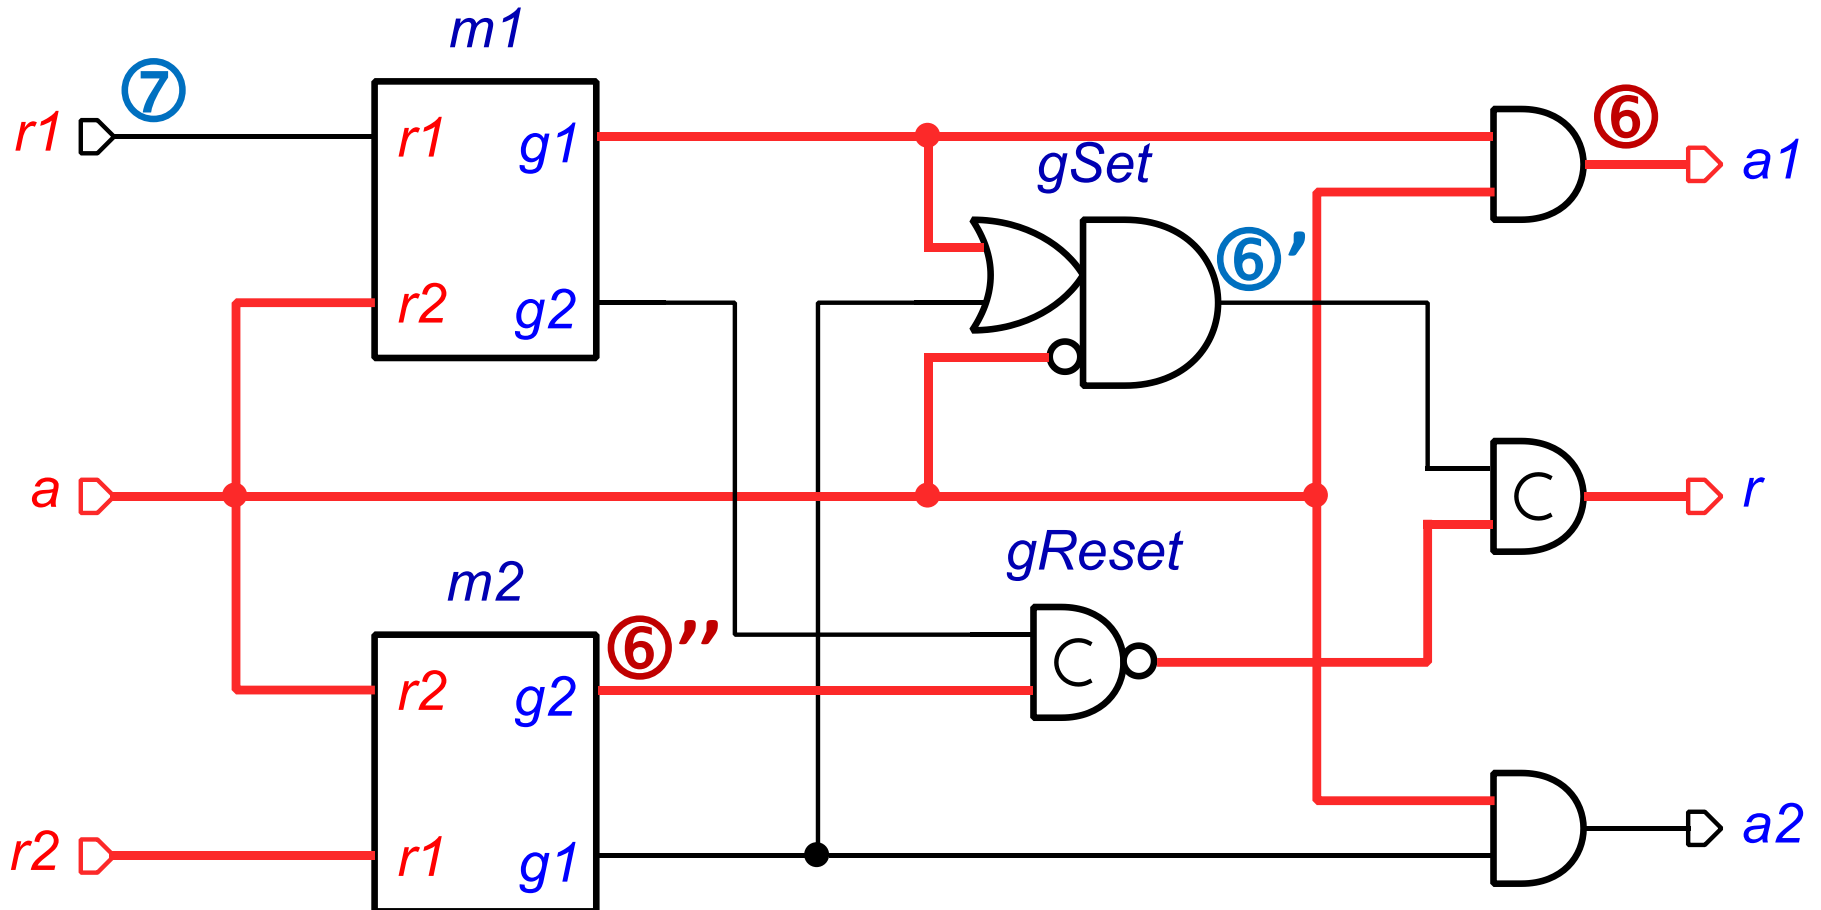 m1
⑦
r1
r1
g1
⑥
a1
gSet
⑥’
r2
g2
a
C
r
gReset
m2
⑥’’
C
r2
g2
r2
r1
g1
a2